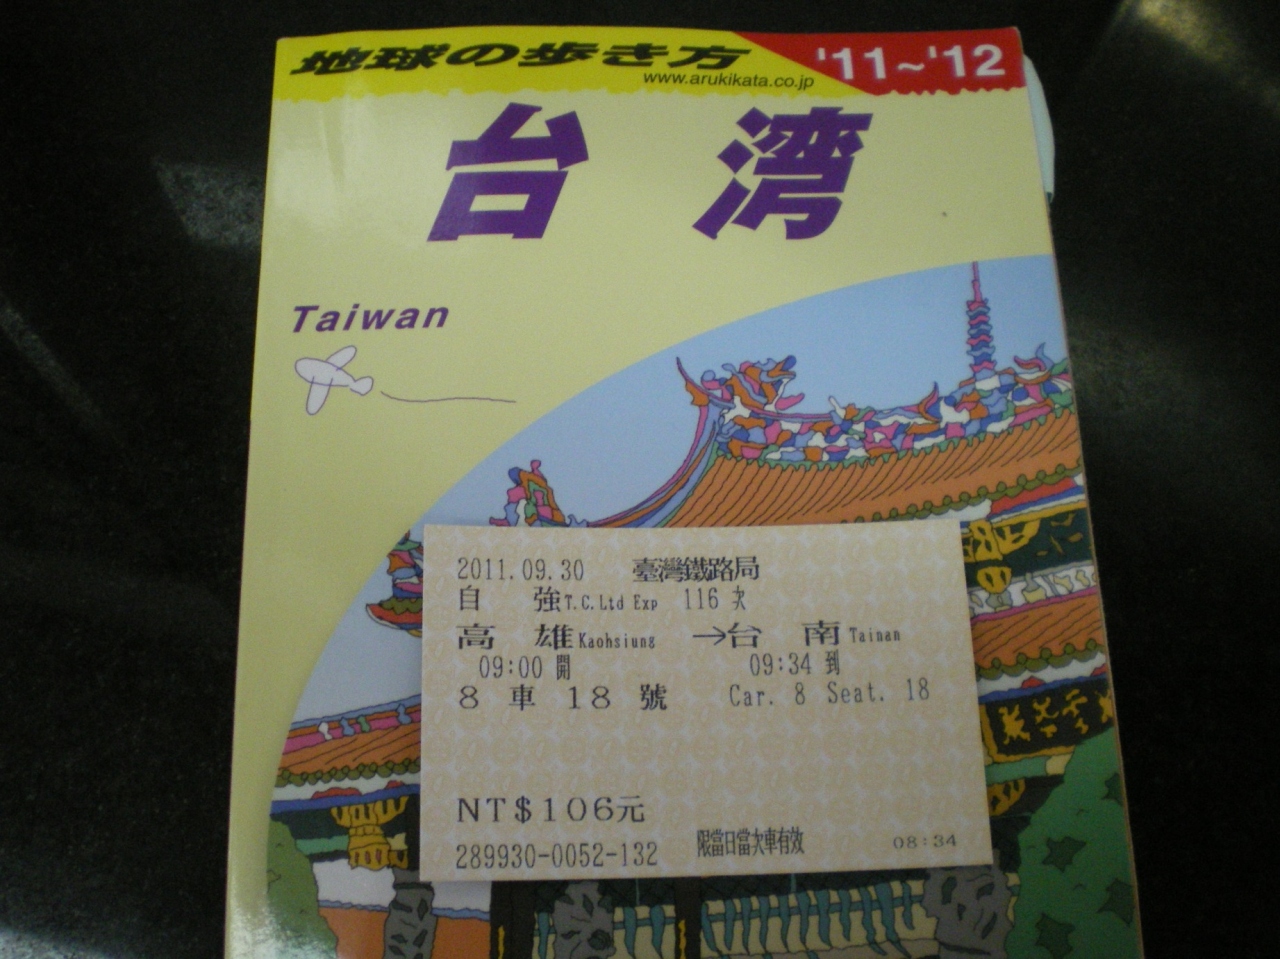 地球の歩き方 '11~'12
www.arukikata.co.jp
台湾
Taiwan
2011.09.30 臺灣鐵路局
自強 T.C.Ltd Exp 116 次
高雄 Kaohsiung →台南 Tainan
09:00 開 09:34 到
8 車 18 號 Car. 8 Seat. 18
NT$106元
289930-0052-132 限當日當次車有效 08:34